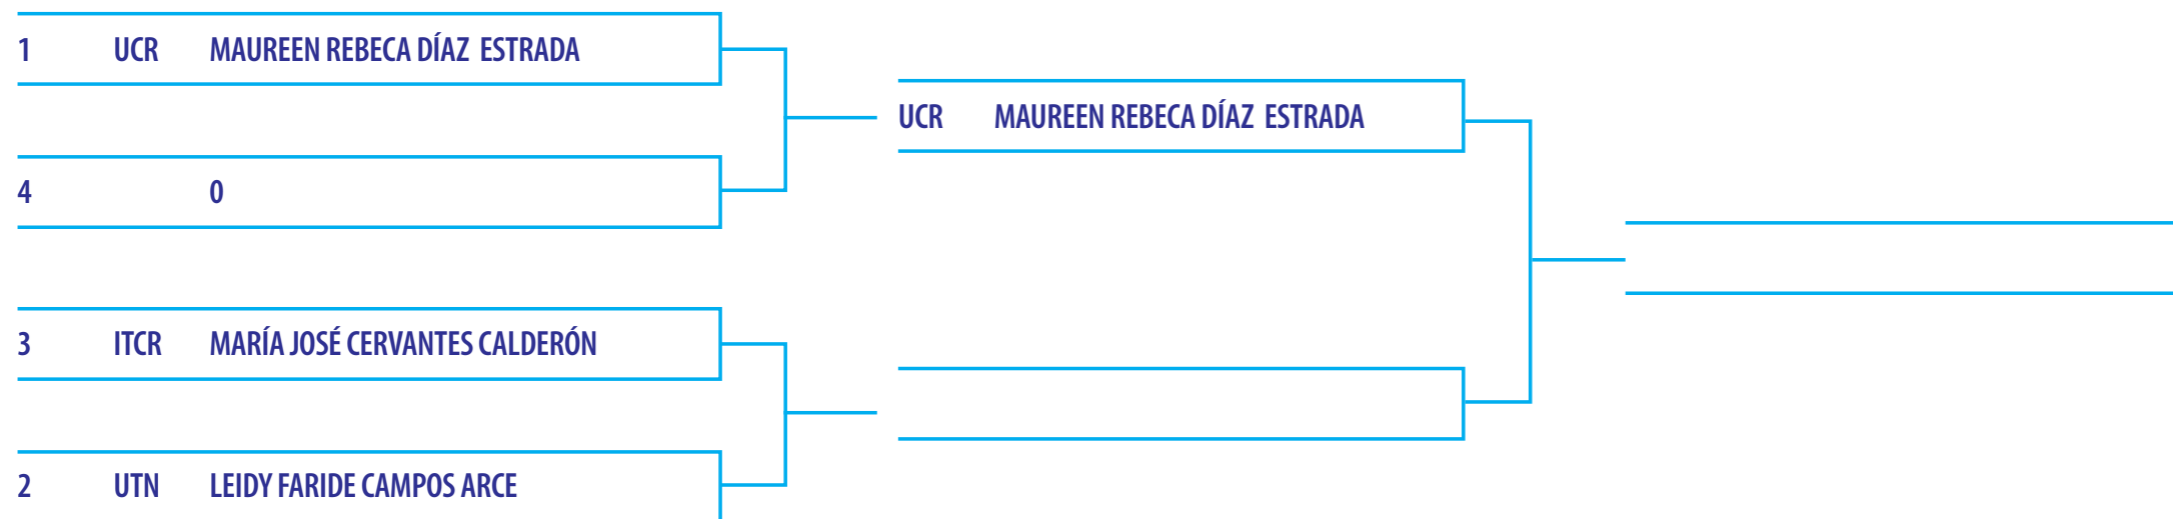 1 UCR MAUREEN REBECA DÍAZ ESTRADA
UCR MAUREEN REBECA DÍAZ ESTRADA
4 0
3 ITCR MARÍA JOSÉ CERVANTES CALDERÓN
2 UTN LEIDY FARIDE CAMPOS ARCE